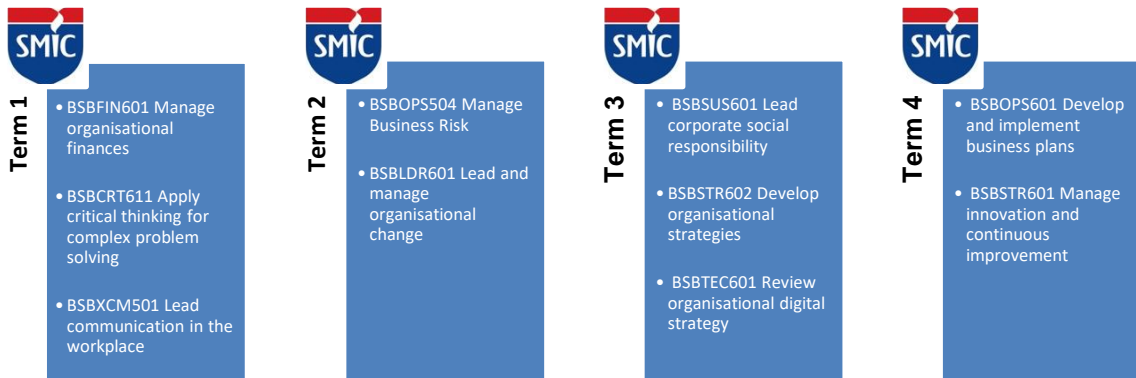 SMIC
Term 1
• BSBFIN601 Manage
organisational
finances
• BSBCRT611 Apply
critical thinking for
complex problem
solving
• BSBXCM501 Lead
communication in the
workplace
SMIC
Term 2
• BSBOPS504 Manage
Business Risk
• BSBLDR601 Lead and
manage
organisational
change
SMIC
Term 3
• BSBSUS601 Lead
corporate social
responsibility
• BSBSTR602 Develop
organisational
strategies
• BSBTEC601 Review
organisational digital
strategy
SMIC
Term 4
• BSBOPS601 Develop
and implement
business plans
• BSBSTR601 Manage
innovation and
continuous
improvement